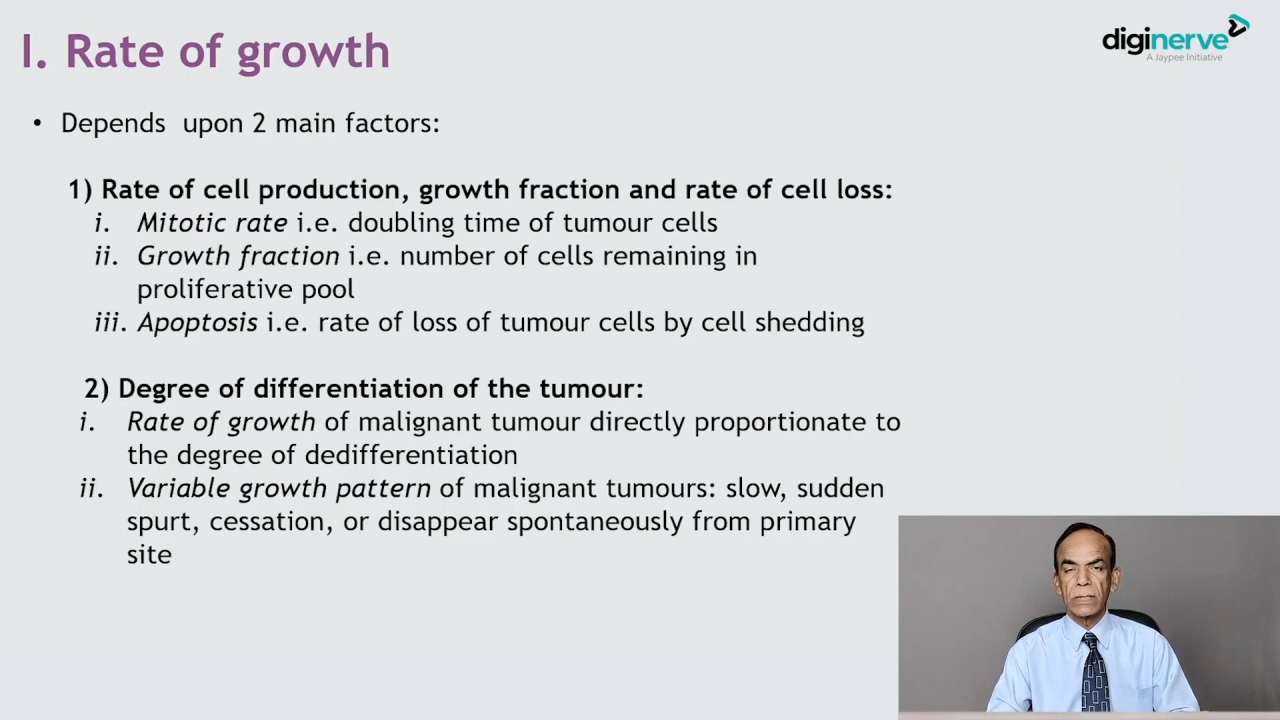 I. Rate of growth
diginerve
A Jaypee Initiative
• Depends upon 2 main factors:
1) Rate of cell production, growth fraction and rate of cell loss:
i. Mitotic rate i.e. doubling time of tumour cells
ii. Growth fraction i.e. number of cells remaining in
proliferative pool
iii. Apoptosis i.e. rate of loss of tumour cells by cell shedding
2) Degree of differentiation of the tumour:
i. Rate of growth of malignant tumour directly proportionate to
the degree of dedifferentiation
ii. Variable growth pattern of malignant tumours: slow, sudden
spurt, cessation, or disappear spontaneously from primary
site